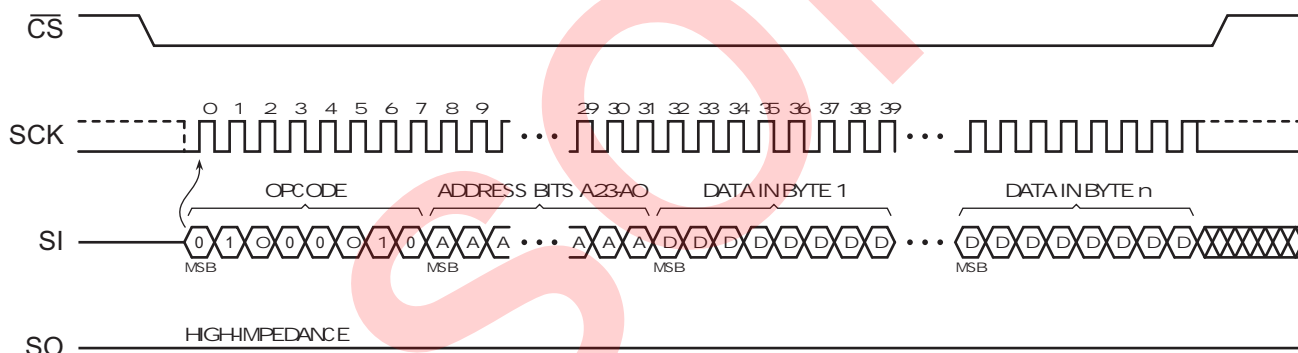 CS
0 1 2 3 4 5 6 7 8 9 29 30 31 32 33 34 35 36 37 38 39
SCK
OPCODE ADDRESS BITS A23-A0 DATA IN BYTE 1 DATA IN BYTE n
SI 0 1 0 0 0 0 1 0 A A A A A A D D D D D D D D D D D D D D D D
MSB MSB MSB MSB
HIGH-IMPEDANCE
SO